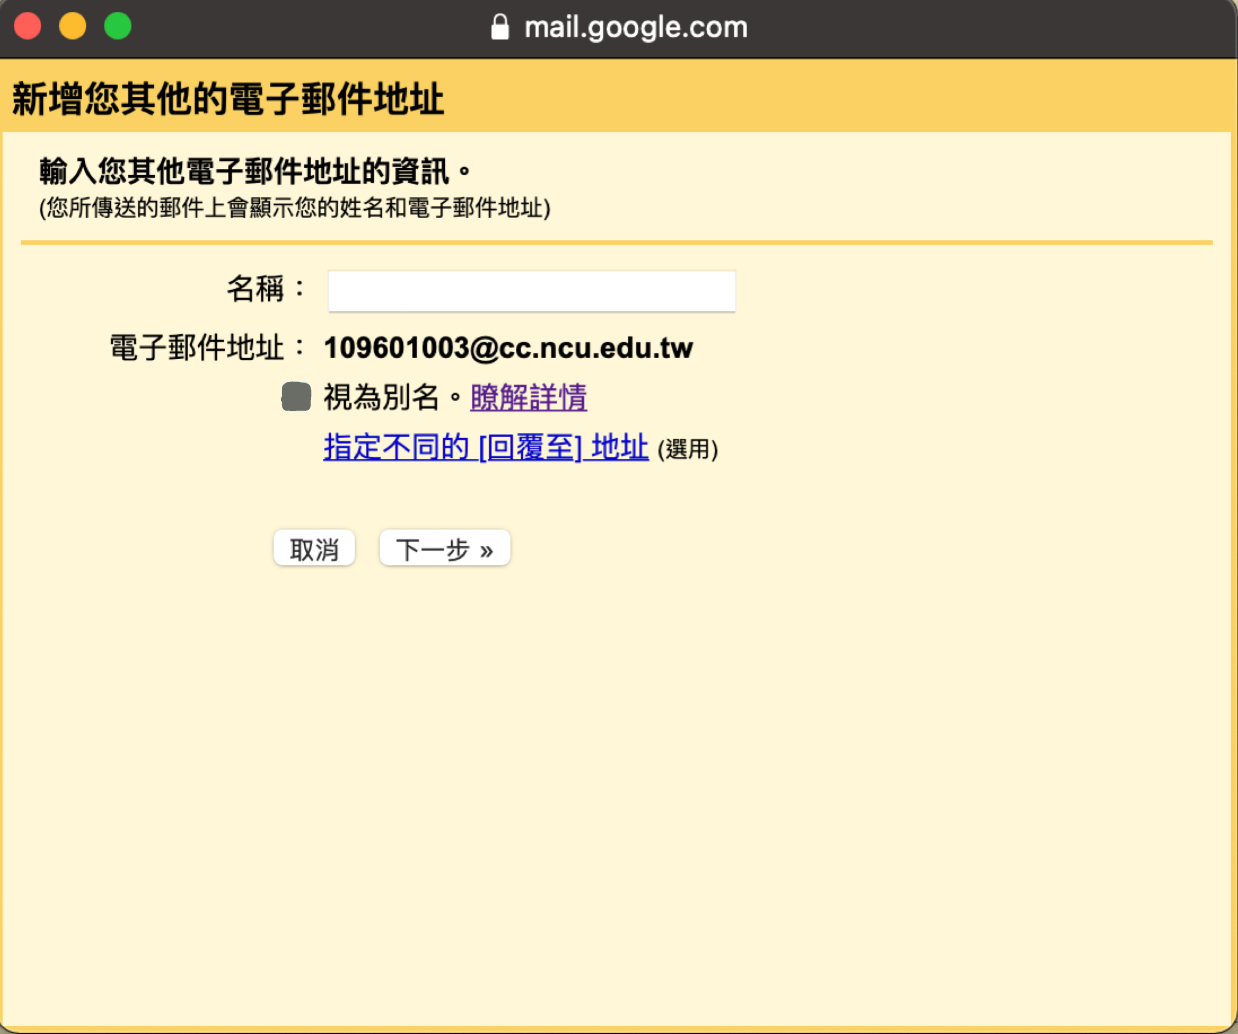 mail.google.com
新增您其他的電子郵件地址
輸入您其他電子郵件地址的資訊。
(您所傳送的郵件上會顯示您的姓名和電子郵件地址)
名稱：
電子郵件地址： 109601003@cc.ncu.edu.tw
視為別名。瞭解詳情
指定不同的 [回覆至] 地址 (選用)
取消 下一步 »